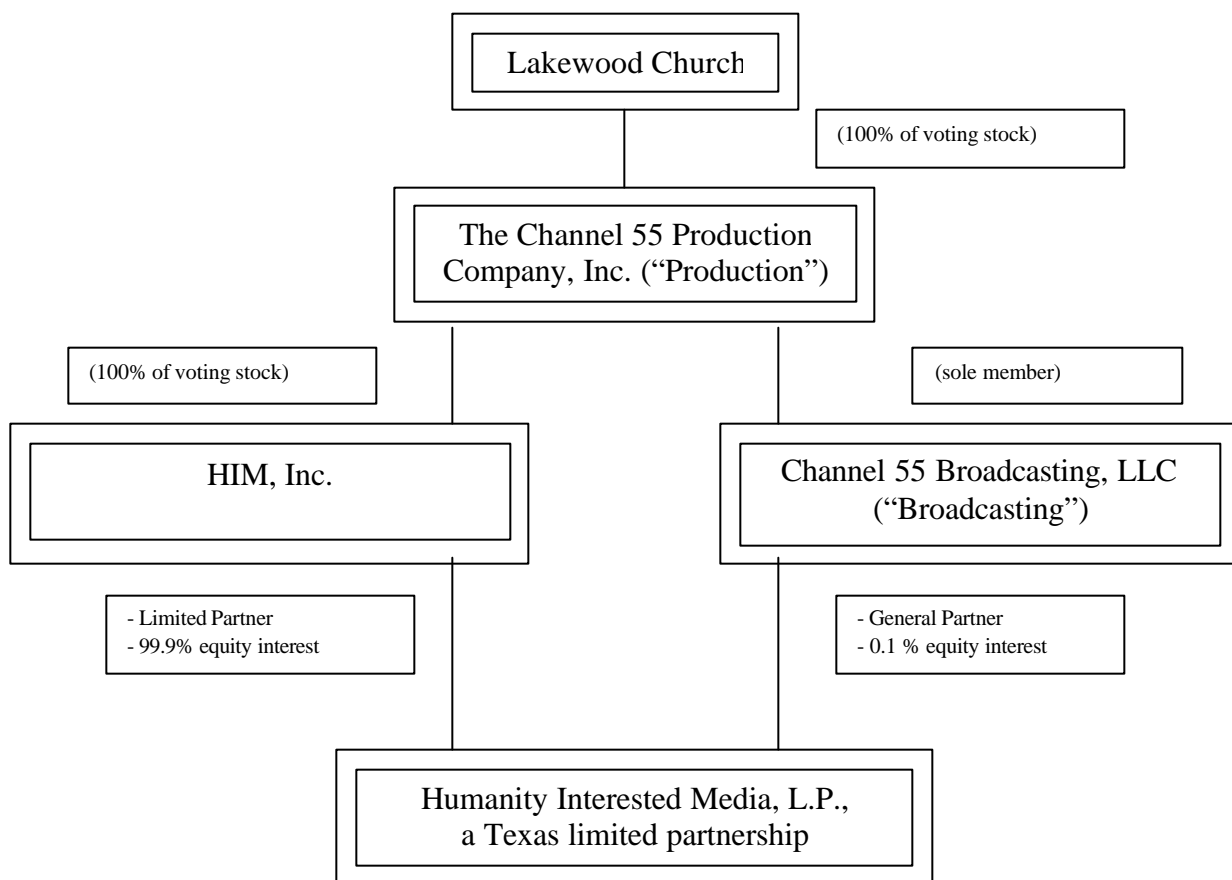 Lakewood Church
(100% of voting stock)
The Channel 55 Production
Company, Inc. (“Production”)
(100% of voting stock)
(sole member)
HIM, Inc.
Channel 55 Broadcasting, LLC
(“Broadcasting”)
- Limited Partner
- 99.9% equity interest
- General Partner
- 0.1 % equity interest
Humanity Interested Media, L.P.,
a Texas limited partnership